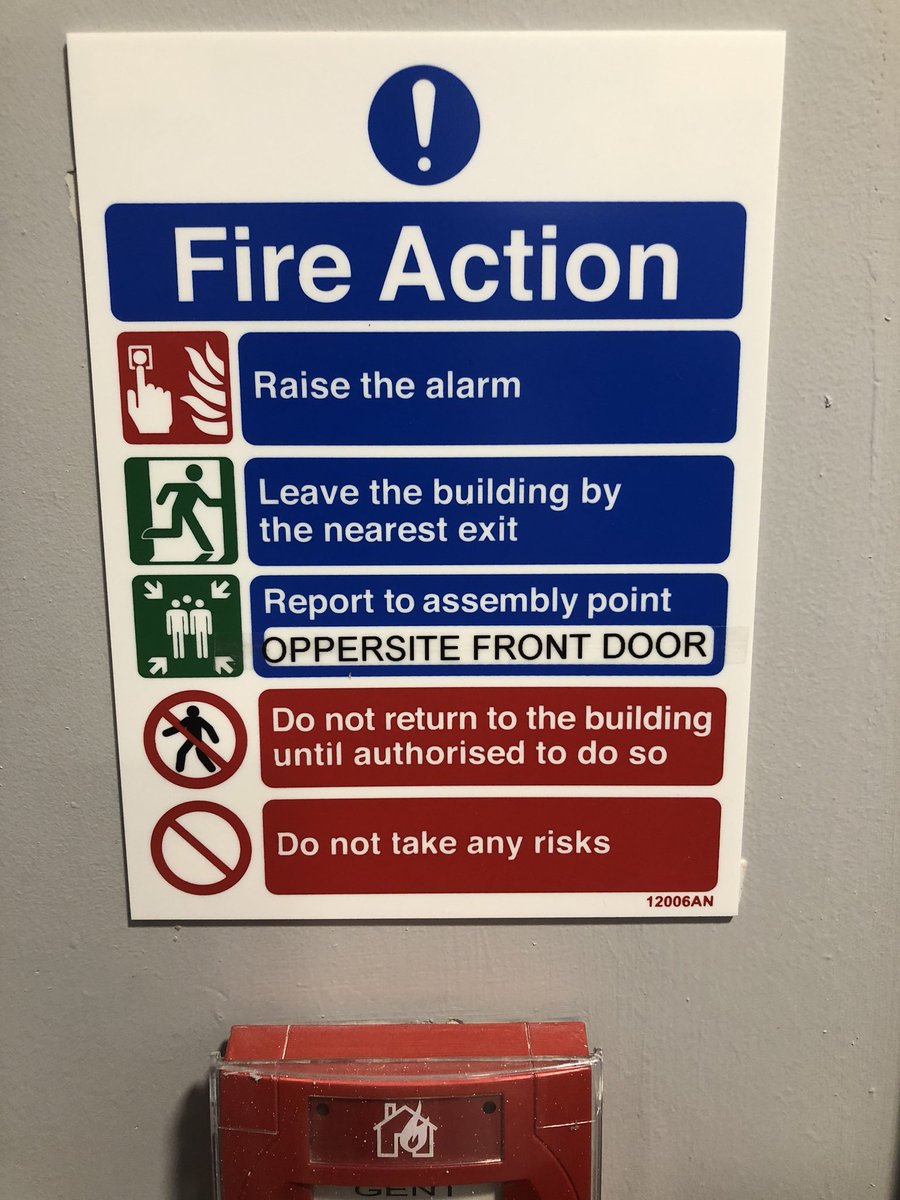 Fire Action
Raise the alarm
Leave the building by
the nearest exit
Report to assembly point
OPPERSITE FRONT DOOR
Do not return to the building
until authorised to do so
Do not take any risks
12006AN
GENT